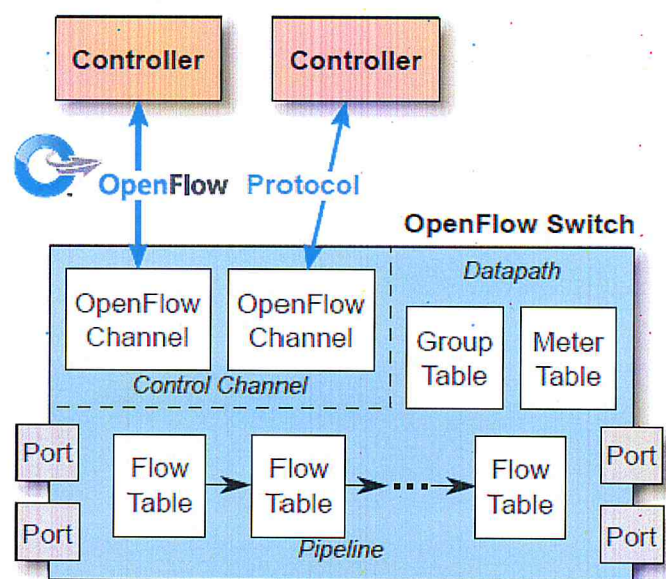 Controller
Controller
OpenFlow Protocol
OpenFlow Switch
Datapath
OpenFlow
Channel
OpenFlow
Channel
Control Channel
Group
Table
Meter
Table
Port
Port
Flow
Table
Flow
Table
Flow
Table
Port
Port
Pipeline